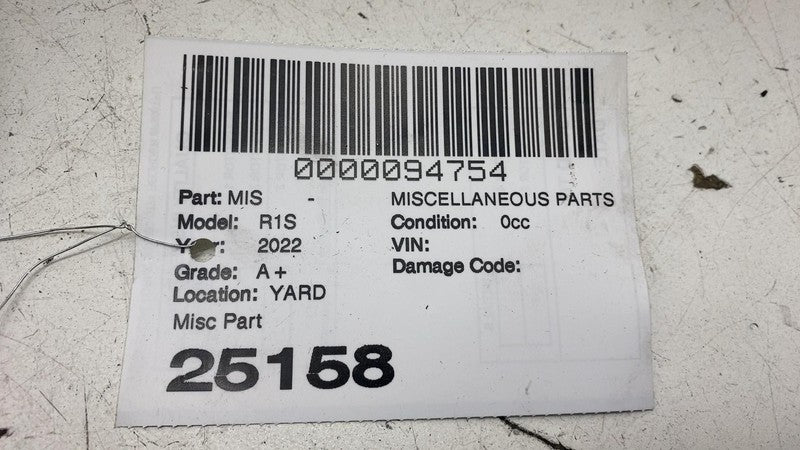 0000094754
Part: MIS - MISCELLANEOUS PARTS
Model: R1S Condition: 0cc
Year: 2022 VIN:
Grade: A+ Damage Code:
Location: YARD
Misc Part
25158